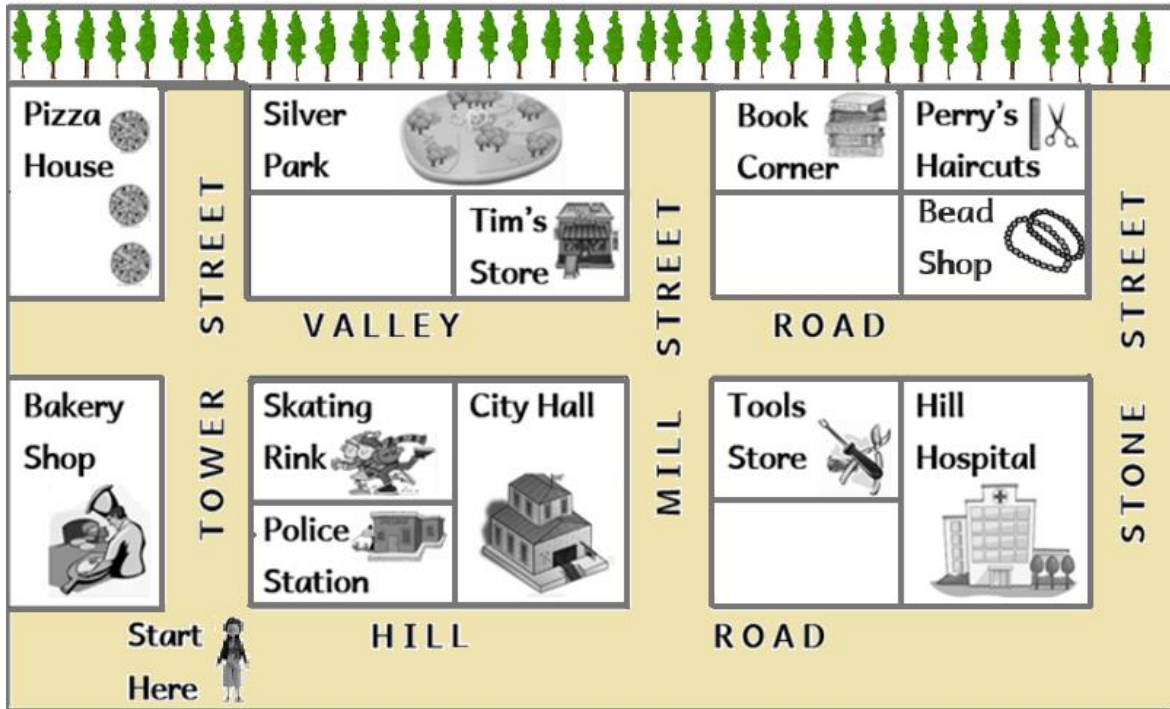 Pizza
House
Silver
Park
Book
Corner
Perry's
Haircuts
Tim's
Store
Bead
Shop
TOWER STREET
MILL STREET
STONE STREET
VALLEY ROAD
Bakery
Shop
Skating
Rink
City Hall
Tools
Store
Hill
Hospital
Police
Station
Start
Here
HILL ROAD